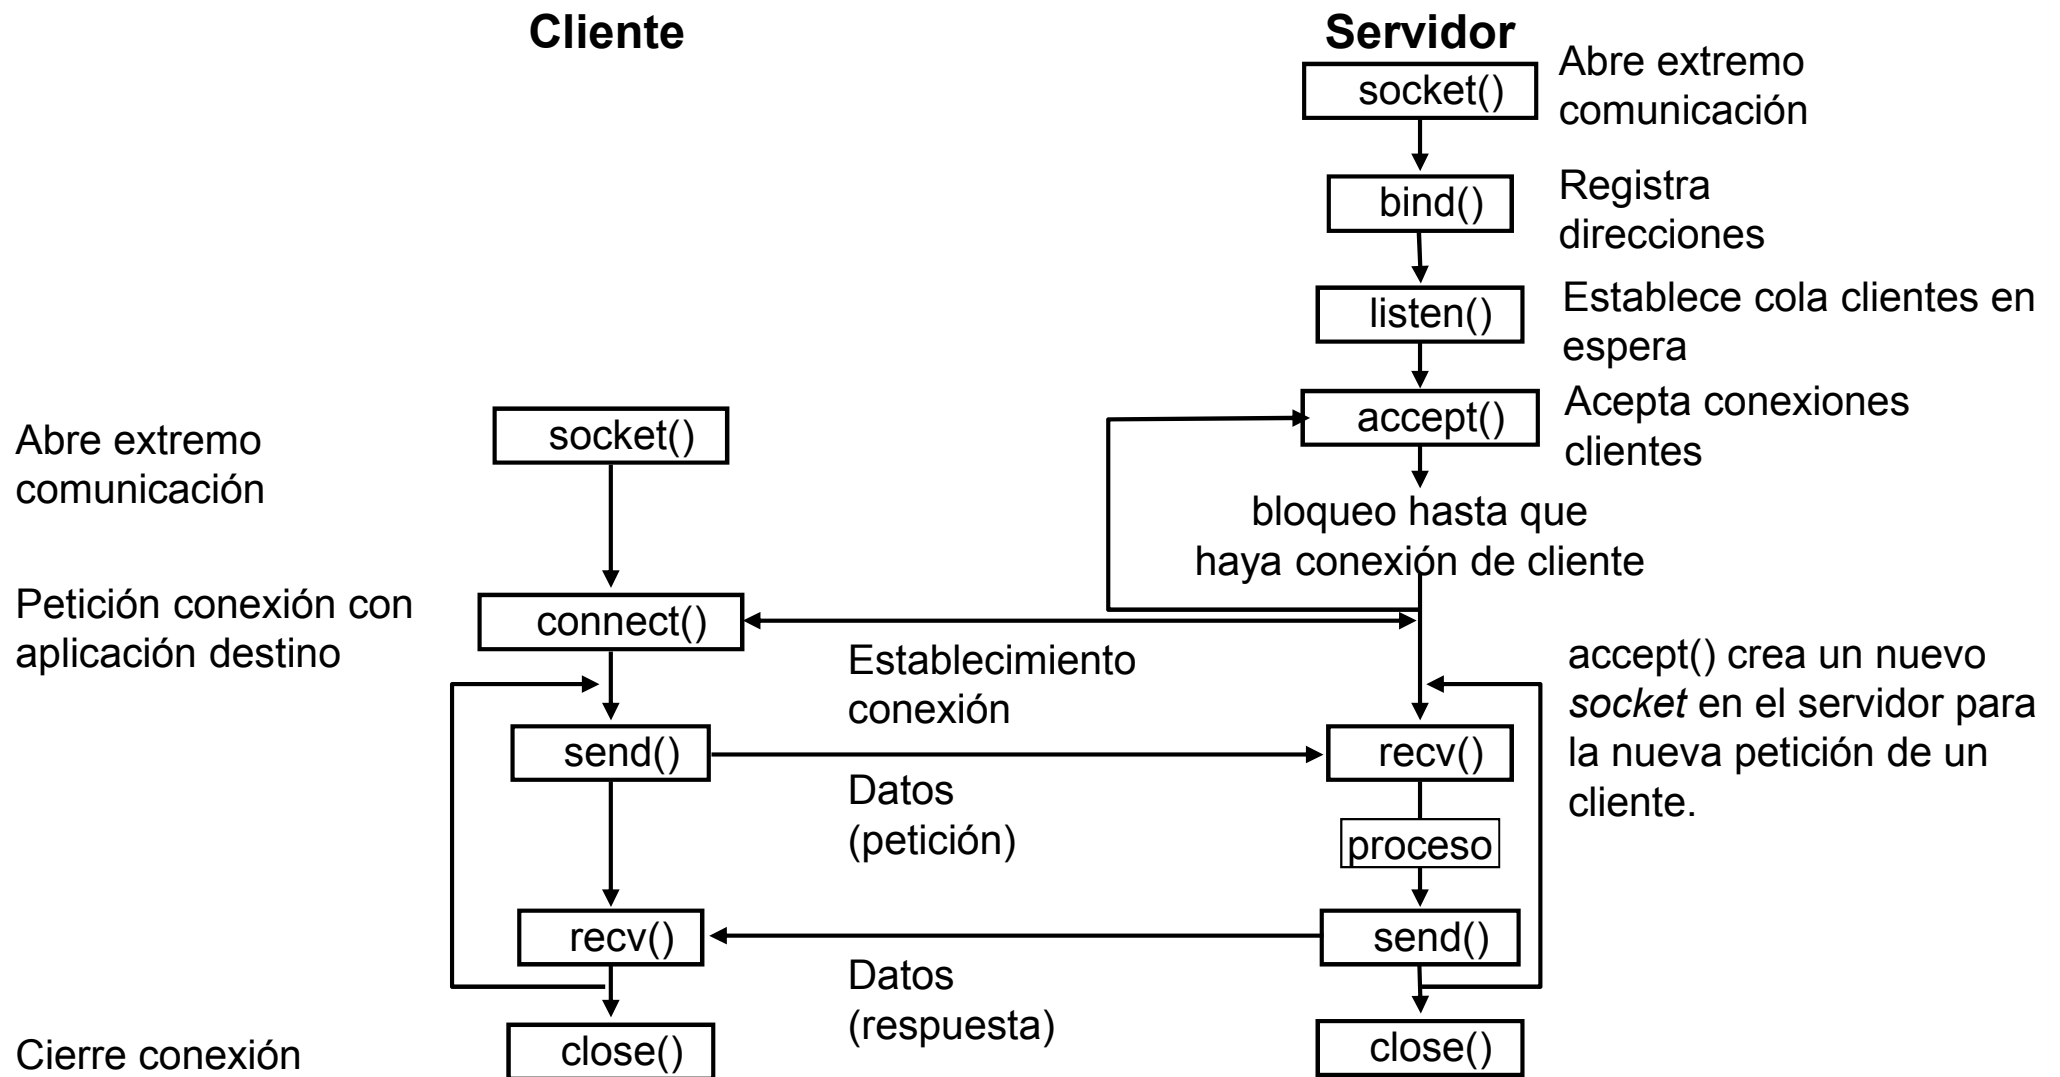 Cliente
Servidor
socket()
Abre extremo
comunicación
bind()
Registra
direcciones
listen()
Establece cola clientes en
espera
accept()
Acepta conexiones
clientes
Abre extremo
comunicación
socket()
bloqueo hasta que
haya conexión de cliente
Petición conexión con
aplicación destino
connect()
Establecimiento
conexión
accept() crea un nuevo
socket en el servidor para
la nueva petición de un
cliente.
send()
recv()
Datos
(petición)
proceso
recv()
send()
Datos
(respuesta)
Cierre conexión
close()
close()